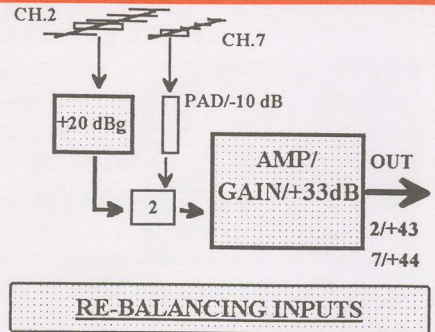 CH.2
CH.7
PAD/-10 dB
+20 dBg
AMP/
GAIN/+33dB
OUT
2
2/+43
7/+44
RE-BALANCING INPUTS